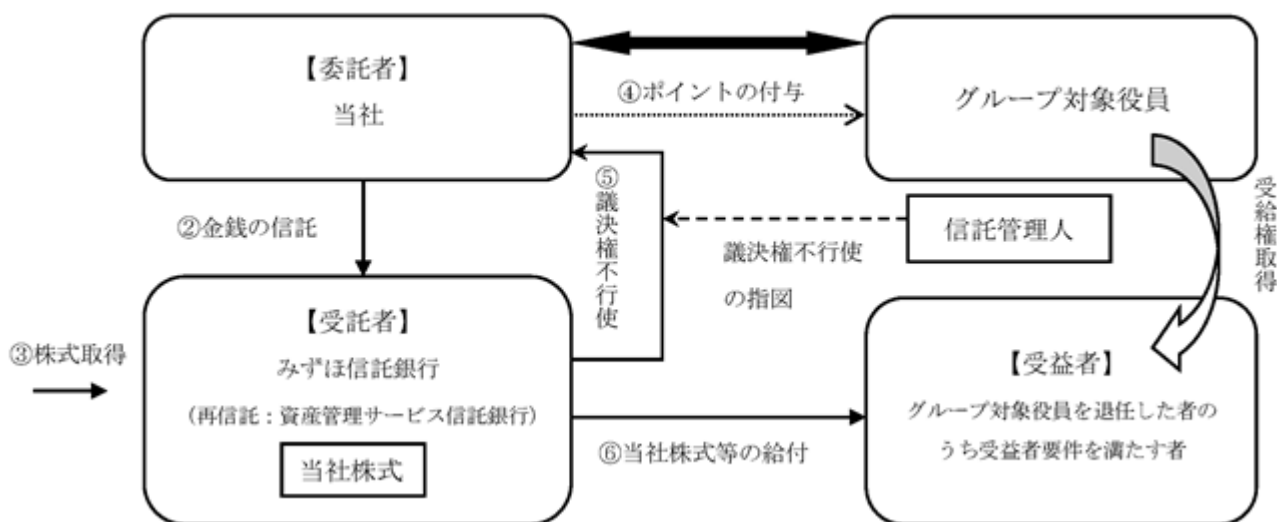 【委託者】
当社
④ポイントの付与
グループ対象役員
②金銭の信託
⑤議決権不行使
信託管理人
議決権不行使
の指図
受給権取得
③株式取得
【受託者】
みずほ信託銀行
(再信託：資産管理サービス信託銀行)
当社株式
⑥当社株式等の給付
【受益者】
グループ対象役員を退任した者の
うち受益者要件を満たす者